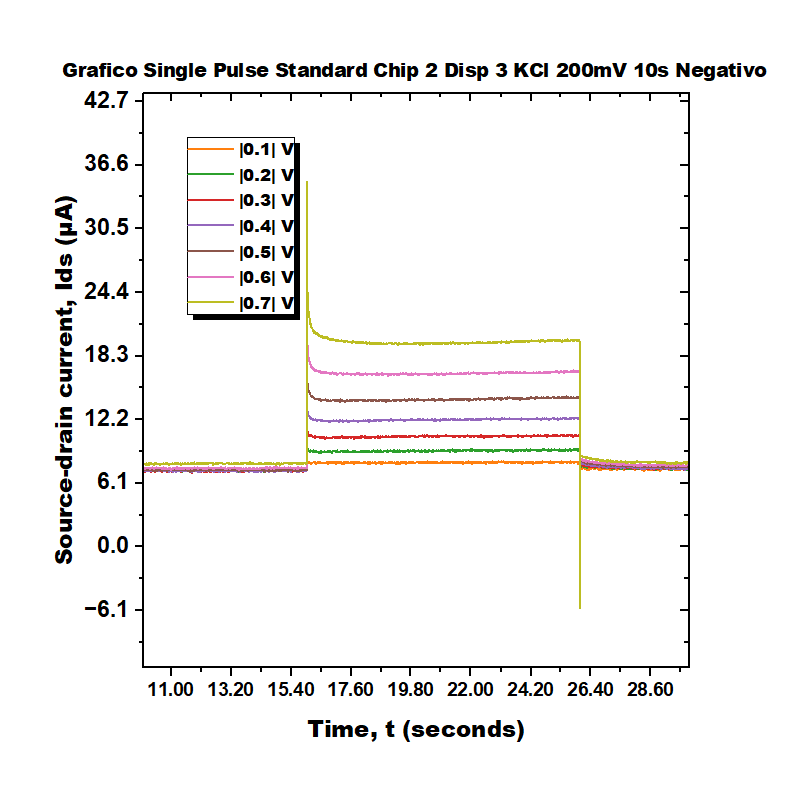 Grafico Single Pulse Standard Chip 2 Disp 3 KCl 200mV 10s Negativo
42.7
36.6
30.5
24.4
18.3
12.2
6.1
0.0
−6.1
Source-drain current, Ids (µA)
|0.1| V
|0.2| V
|0.3| V
|0.4| V
|0.5| V
|0.6| V
|0.7| V
11.00 13.20 15.40 17.60 19.80 22.00 24.20 26.40 28.60
Time, t (seconds)